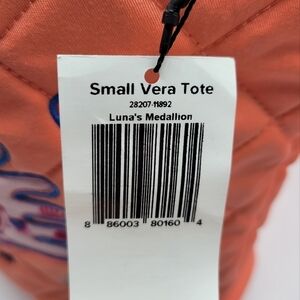 Small Vera Tote
28207-11892
Luna's Medallion
8 86003 80160 4